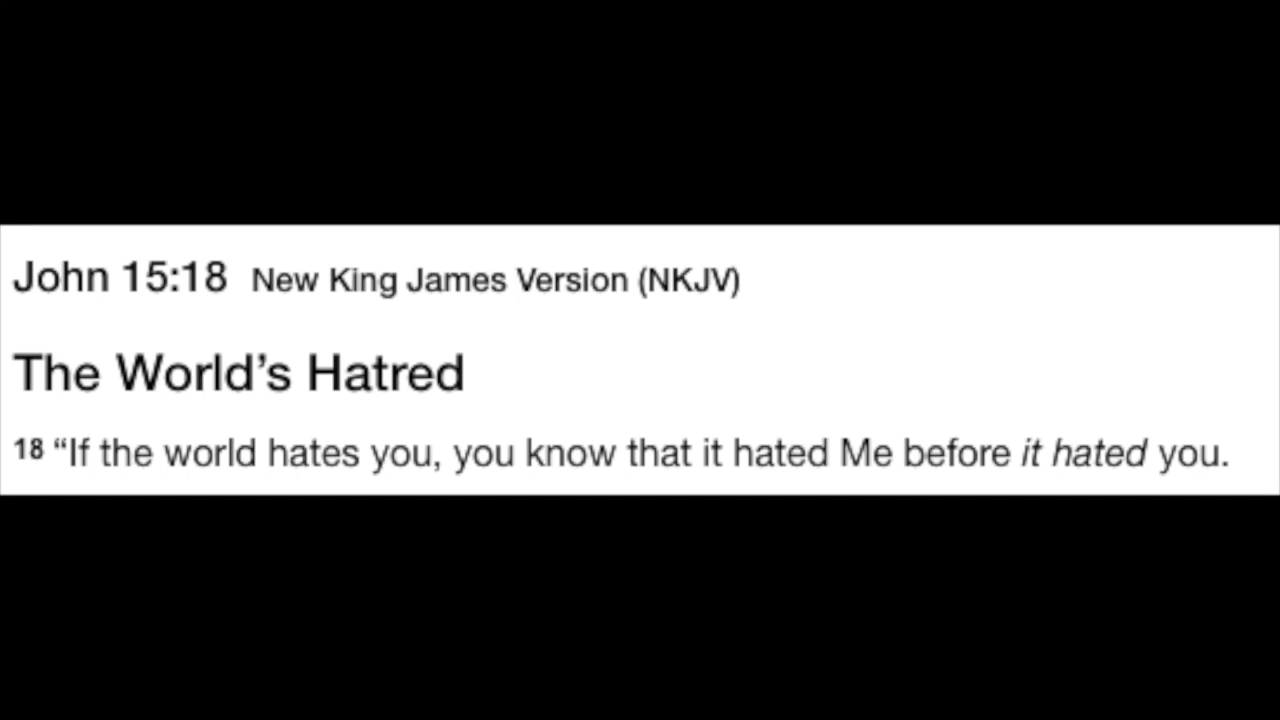 John 15:18 New King James Version (NKJV)
The World’s Hatred
18 “If the world hates you, you know that it hated Me before it hated you.